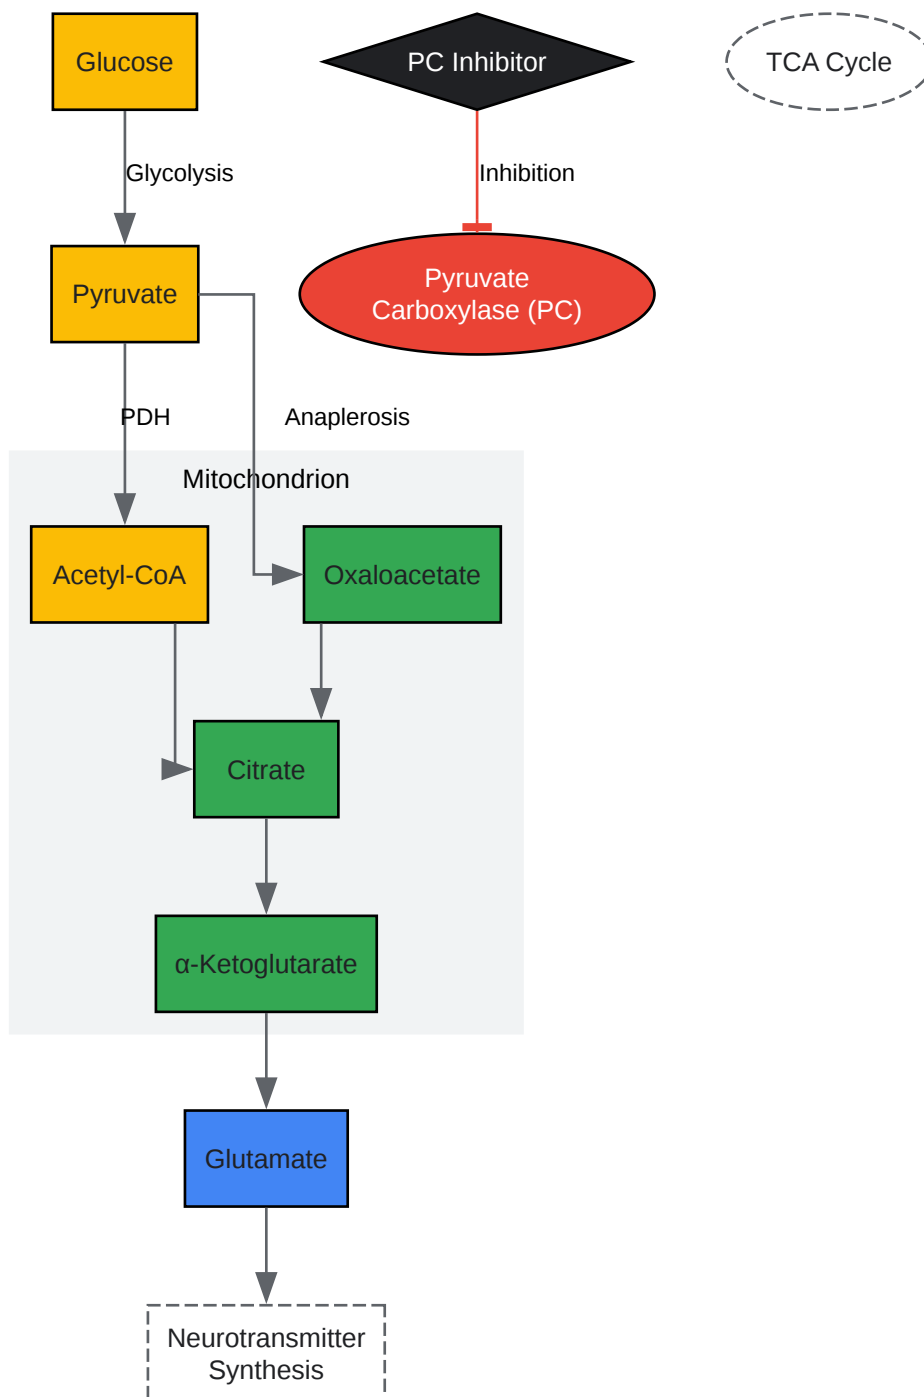 Glucose
PC Inhibitor
TCA Cycle
Glycolysis
Inhibition
Pyruvate
Pyruvate
Carboxylase (PC)
PDH
Anaplerosis
Mitochondrion
Acetyl-CoA
Oxaloacetate
Citrate
α-Ketoglutarate
Glutamate
Neurotransmitter
Synthesis